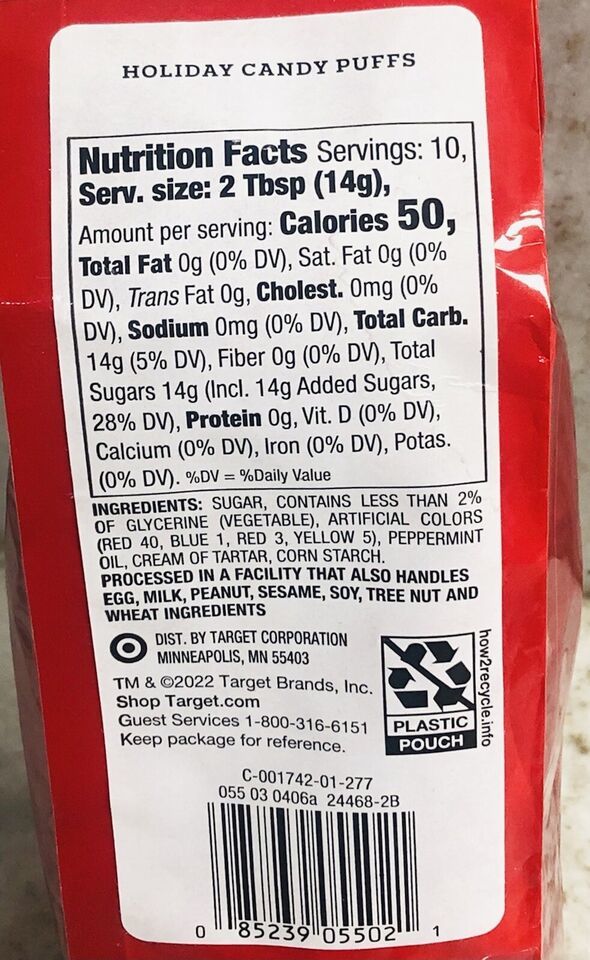 HOLIDAY CANDY PUFFS
Nutrition Facts Servings: 10,
Serv. size: 2 Tbsp (14g),
Amount per serving: Calories 50,
Total Fat 0g (0% DV), Sat. Fat 0g (0%
DV), Trans Fat 0g, Cholest. 0mg (0%
DV), Sodium 0mg (0% DV), Total Carb.
14g (5% DV), Fiber 0g (0% DV), Total
Sugars 14g (Incl. 14g Added Sugars,
28% DV), Protein 0g, Vit. D (0% DV),
Calcium (0% DV), Iron (0% DV), Potas.
(0% DV). %DV = %Daily Value
INGREDIENTS: SUGAR, CONTAINS LESS THAN 2%
OF GLYCERINE (VEGETABLE), ARTIFICIAL COLORS
(RED 40, BLUE 1, RED 3, YELLOW 5), PEPPERMINT
OIL, CREAM OF TARTAR, CORN STARCH.
PROCESSED IN A FACILITY THAT ALSO HANDLES
EGG, MILK, PEANUT, SESAME, SOY, TREE NUT AND
WHEAT INGREDIENTS
DIST. BY TARGET CORPORATION
MINNEAPOLIS, MN 55403
TM & ©2022 Target Brands, Inc.
Shop Target.com
Guest Services 1-800-316-6151
Keep package for reference.
PLASTIC
POUCH
how2recycle.info
C-001742-01-277
055 03 0406a 24468-2B
0 85239 05502 1